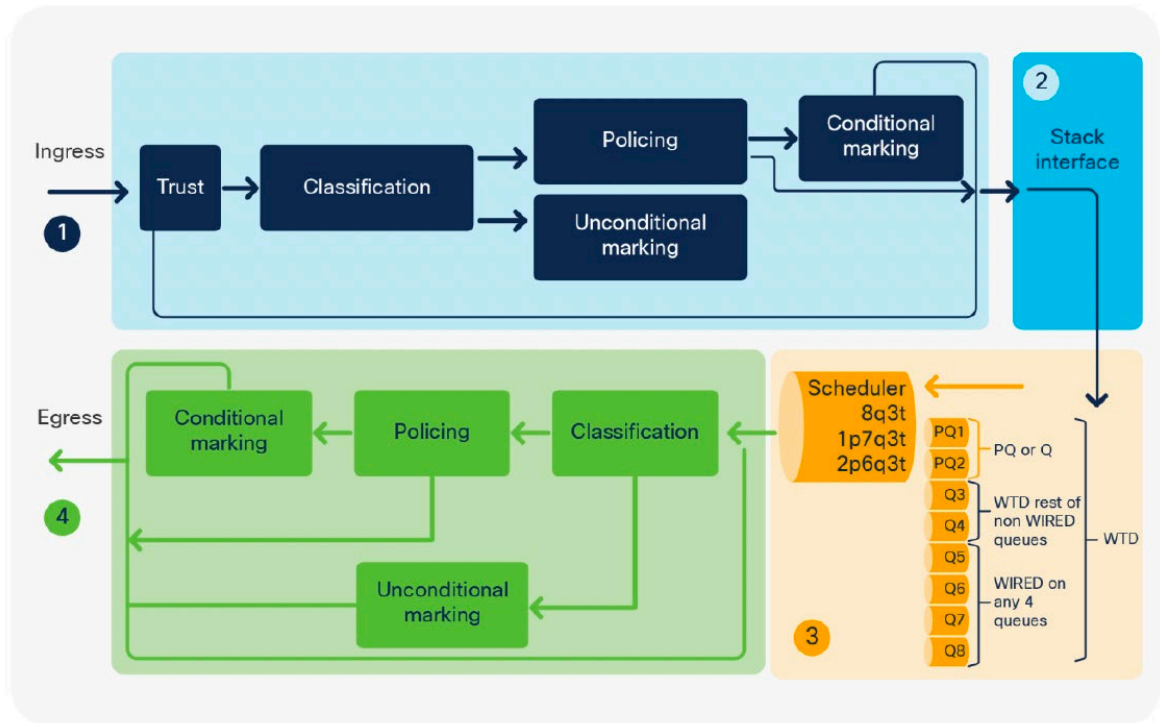 Ingress
1
Trust
Classification
Policing
Unconditional
marking
Conditional
marking
2
Stack
interface
Egress
4
Conditional
marking
Policing
Classification
Unconditional
marking
Scheduler
8q3t
1p7q3t
2p6q3t
3
PQ1
PQ2
Q3
Q4
Q5
Q6
Q7
Q8
PQ or Q
WTD rest of
non WIRED
queues
WIRED on
any 4
queues
WTD